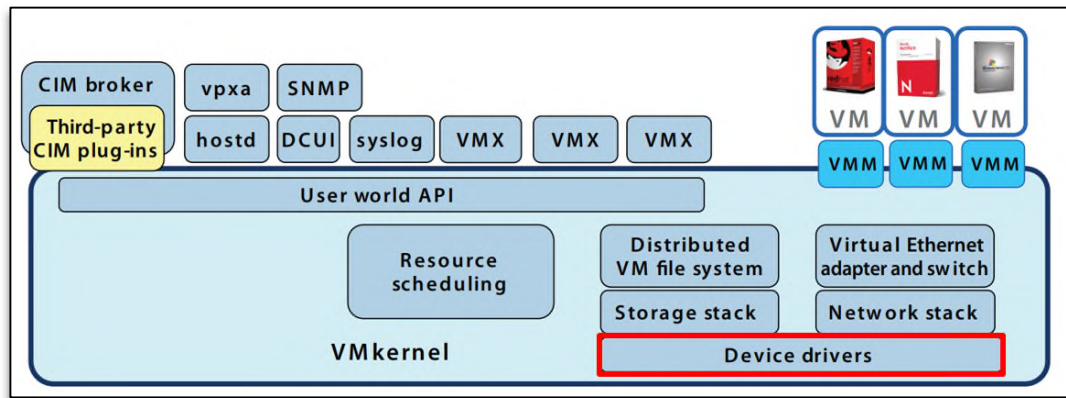 CIM broker
Third-party
CIM plug-ins
vpxa
SNMP
hostd
DCUI
syslog
VMX
VMX
VMX
redhat
N
VM
VM
VM
VMM
VMM
VMM
User world API
Resource
scheduling
Distributed
VM file system
Virtual Ethernet
adapter and switch
Storage stack
Network stack
VMkernel
Device drivers